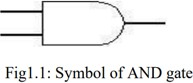 Fig1.1: Symbol of AND gate